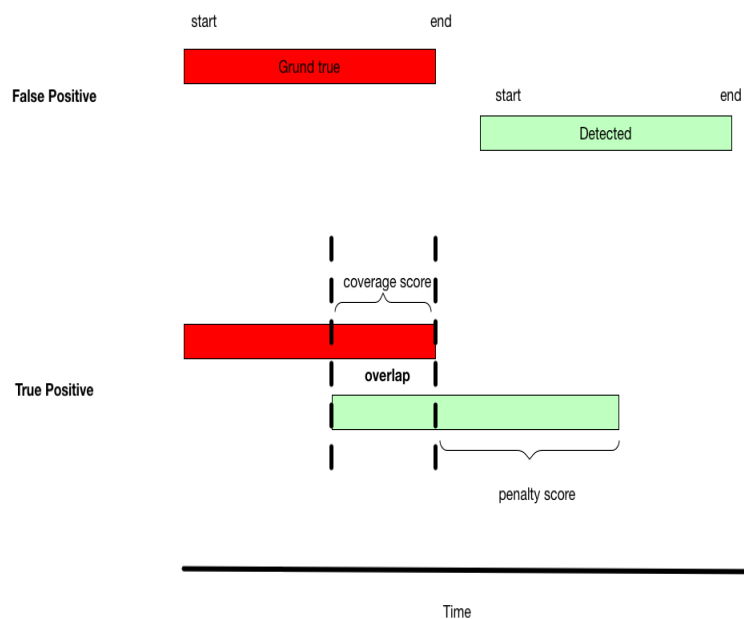 start
end
Grund true
False Positive
start
end
Detected
coverage score
overlap
True Positive
penalty score
Time